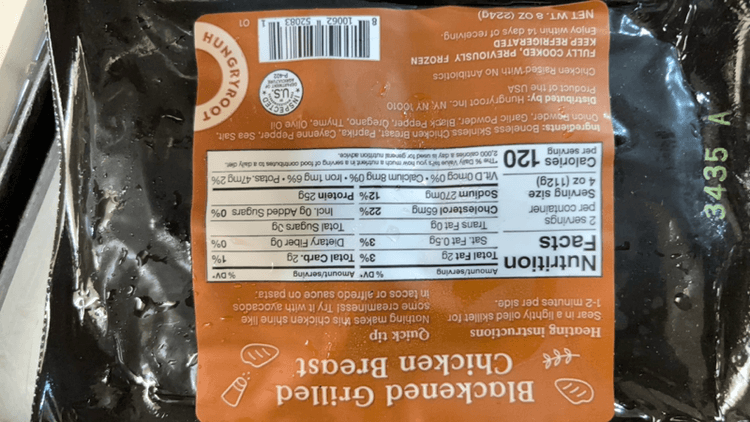 Blackened Grilled
Chicken Breast
Heating instructions
Sear in lightly oiled skillet for
1-2 minutes per side.
Quick tip
Nothing makes this chicken shine like
some creaminess! Try it with avocados
in tacos or alfredo sauce on pasta.
Nutrition
Facts
2 servings
per container
Serving size
4 oz (112g)
Calories
per serving
120
Amount/serving % DV*
Total Fat 2g 3%
Sat. Fat 0.5g 3%
Trans Fat 0g
Cholesterol 65mg 22%
Sodium 270mg 12%
Amount/serving % DV*
Total Carb. 2g 1%
Dietary Fiber 0g 0%
Total Sugars 0g
Incl. 0g Added Sugars 0%
Protein 25g
Vit. D 0mcg 0% • Calcium 8mg 0% • Iron 1mg 6% • Potas. 47mg 2%
*The % Daily Value tells you how much a nutrient in a serving of food contributes to a daily diet.
2,000 calories a day is used for general nutrition advice.
Ingredients: Boneless Skinless Chicken Breast, Paprika, Cayenne Pepper, Sea Salt,
Onion Powder, Garlic Powder, Black Pepper, Oregano, Thyme, Olive Oil
Distributed by: Hungryroot Inc. NY, NY 10010
Product of the USA
Chicken Raised With No Antibiotics
FULLY COOKED, PREVIOUSLY FROZEN
KEEP REFRIGERATED
Enjoy within 14 days of receiving.
NET WT. 8 OZ (224g)
INSPECTED
U.S.
DEPARTMENT OF
AGRICULTURE
8 10062 52083 1 01
HUNGRYROOT
3435 A